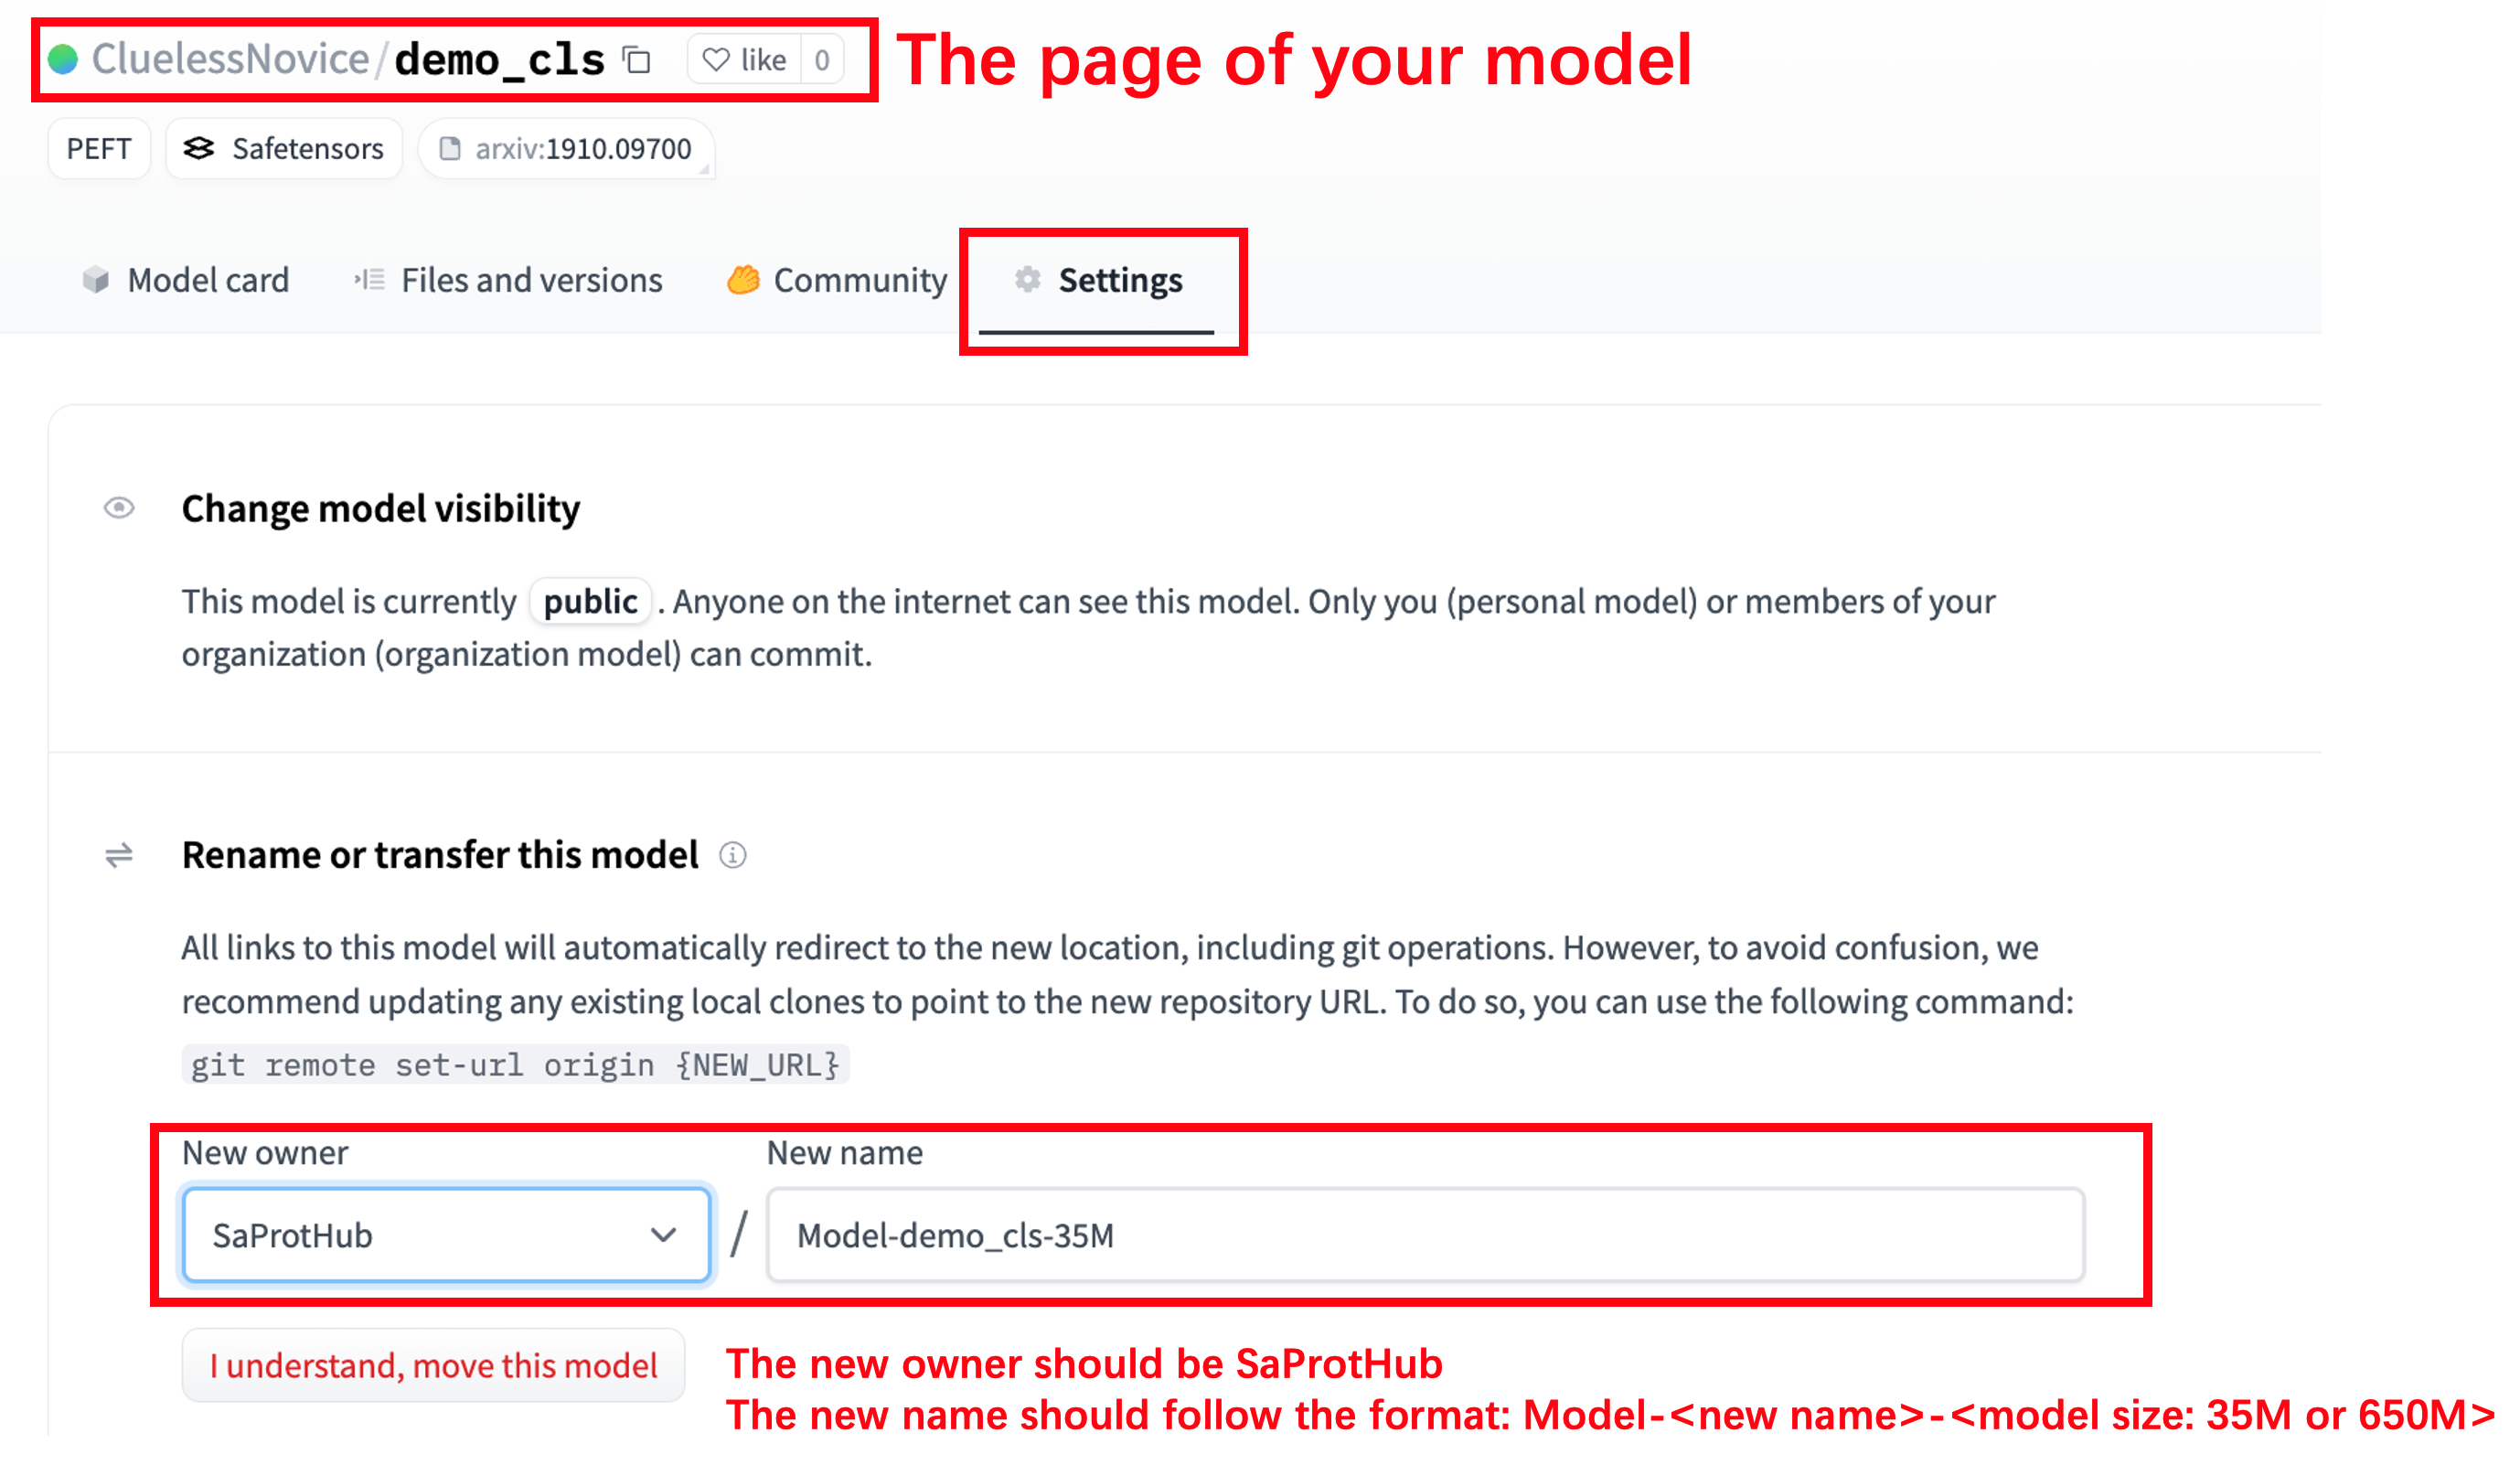 CluelessNovice/demo_cls like 0 The page of your model
PEFT Safetensors arxiv:1910.09700
Model card Files and versions Community Settings
Change model visibility
This model is currently public . Anyone on the internet can see this model. Only you (personal model) or members of your
organization (organization model) can commit.
Rename or transfer this model
All links to this model will automatically redirect to the new location, including git operations. However, to avoid confusion, we
recommend updating any existing local clones to point to the new repository URL. To do so, you can use the following command:
git remote set-url origin {NEW_URL}
New owner New name
SaProtHub / Model-demo_cls-35M
I understand, move this model
The new owner should be SaProtHub
The new name should follow the format: Model-<new name>-<model size: 35M or 650M>